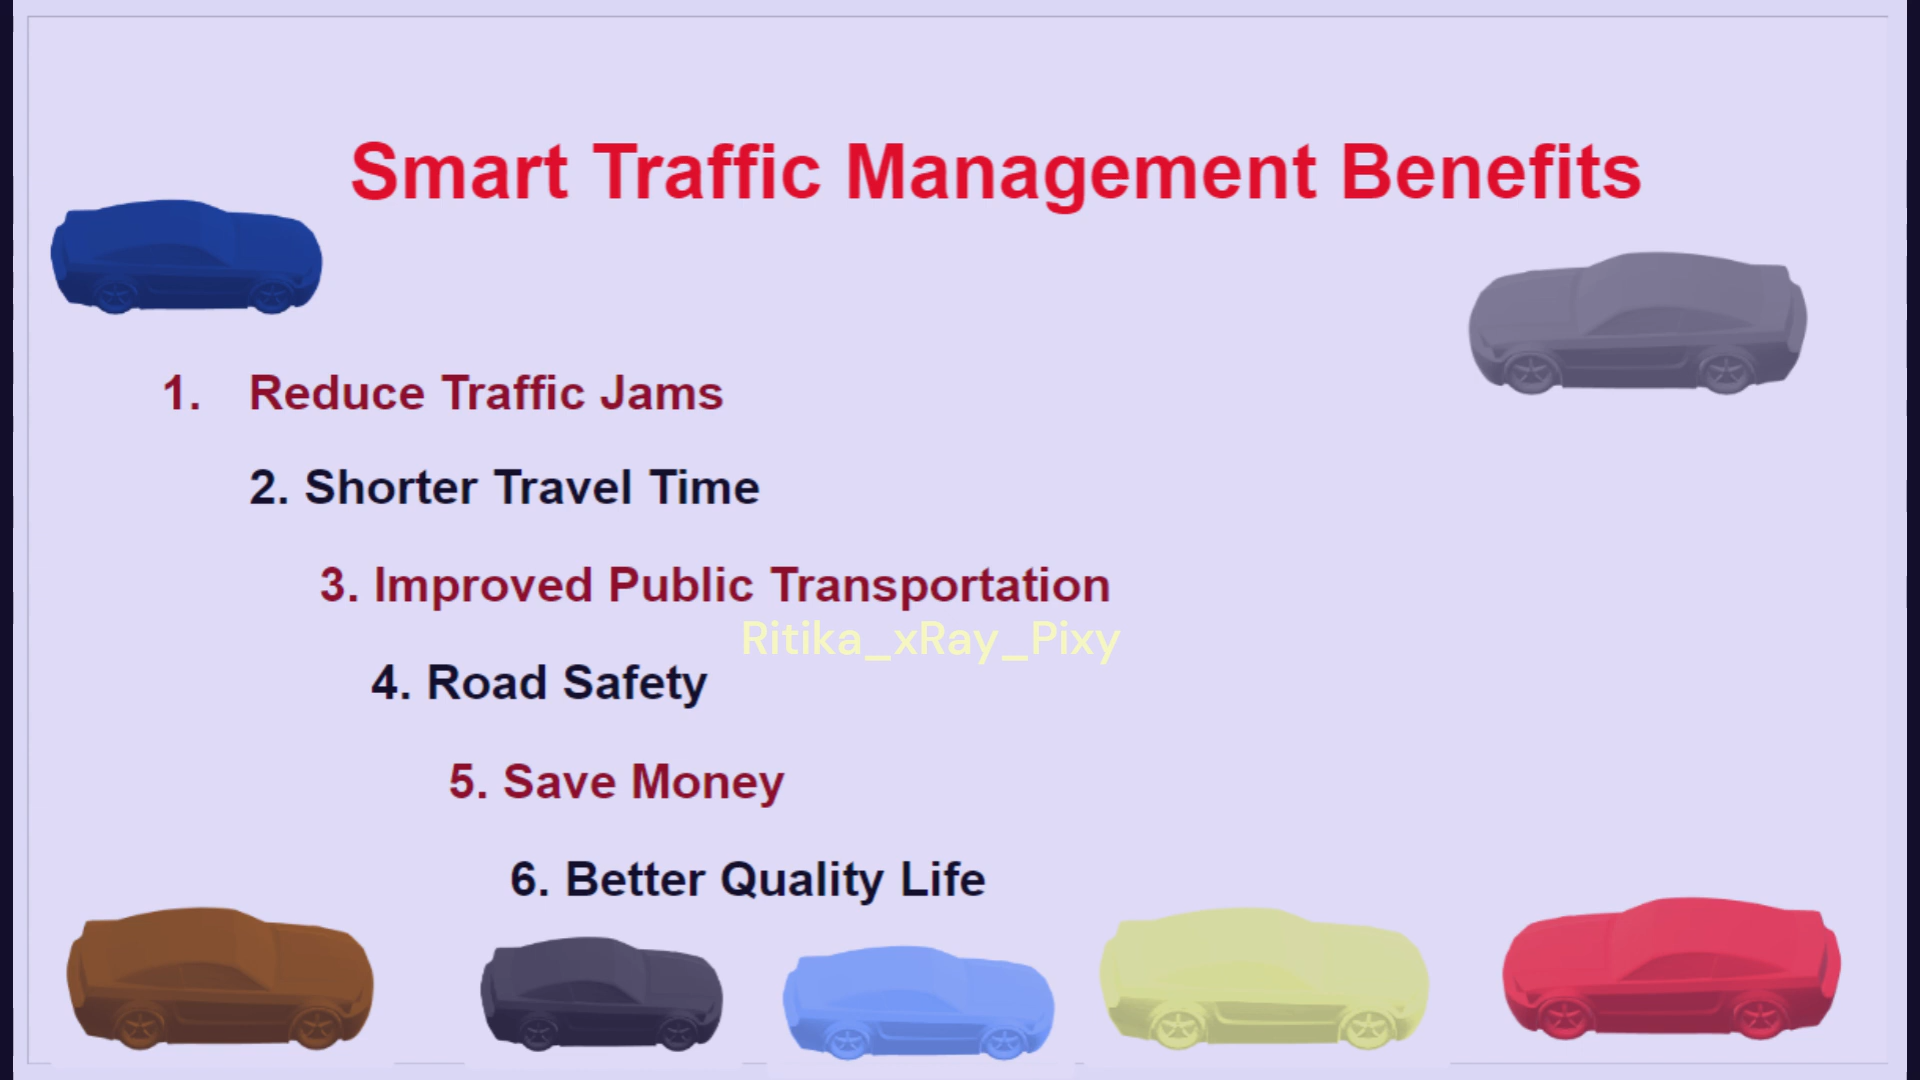 Smart Traffic Management Benefits
1. Reduce Traffic Jams
2. Shorter Travel Time
3. Improved Public Transportation
Ritika_xRay_Pixy
4. Road Safety
5. Save Money
6. Better Quality Life